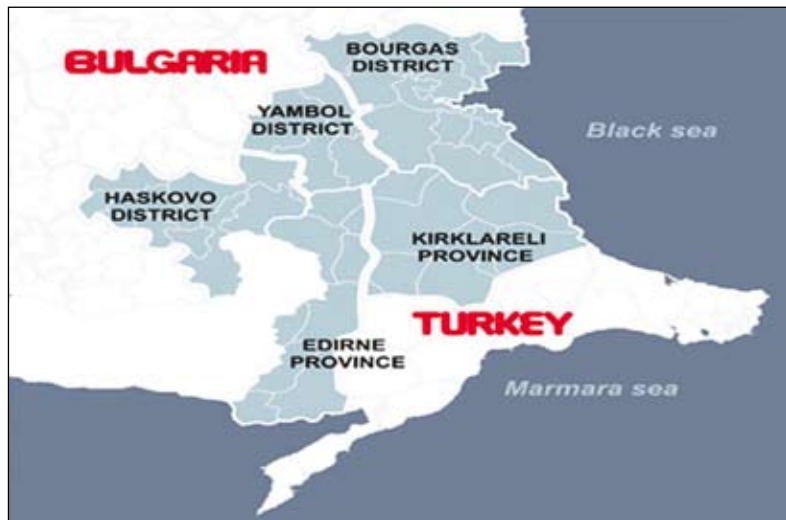 BOURGAS
DISTRICT
BULGARIA
YAMBOL
DISTRICT
Black sea
HASKOVO
DISTRICT
KIRKLARELI
PROVINCE
TURKEY
EDIRNE
PROVINCE
Marmara sea